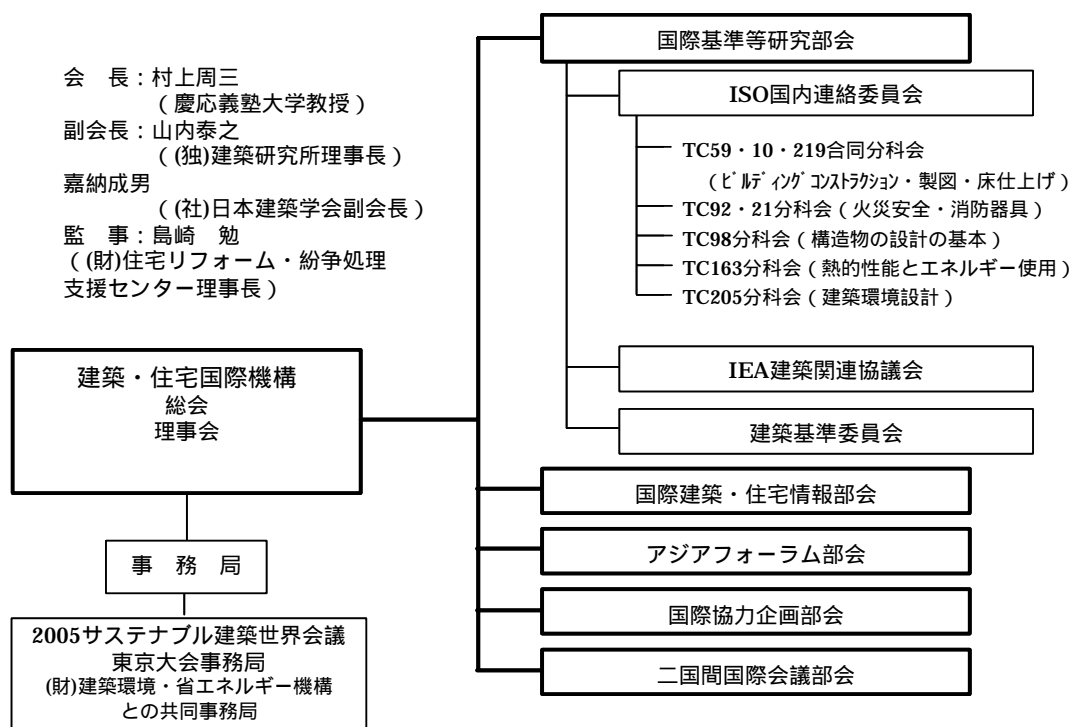 会　長：村上周三
（慶応義塾大学教授）
副会長：山内泰之
（(独)建築研究所理事長）
嘉納成男
（(社)日本建築学会副会長）
監　事：島崎　勉
（(財)住宅リフォーム・紛争処理
支援センター理事長）
建築・住宅国際機構
総会
理事会
事　務　局
2005サステナブル建築世界会議
東京大会事務局
(財)建築環境・省エネルギー機構
との共同事務局
国際基準等研究部会
ISO国内連絡委員会
TC59・10・219合同分科会
（ﾋﾞﾙﾃﾞｨﾝｸﾞｺﾝｽﾄﾗｸｼｮﾝ・製図・床仕上げ）
TC92・21分科会（火災安全・消防器具）
TC98分科会（構造物の設計の基本）
TC163分科会（熱的性能とエネルギー使用）
TC205分科会（建築環境設計）
IEA建築関連協議会
建築基準委員会
国際建築・住宅情報部会
アジアフォーラム部会
国際協力企画部会
二国間国際会議部会